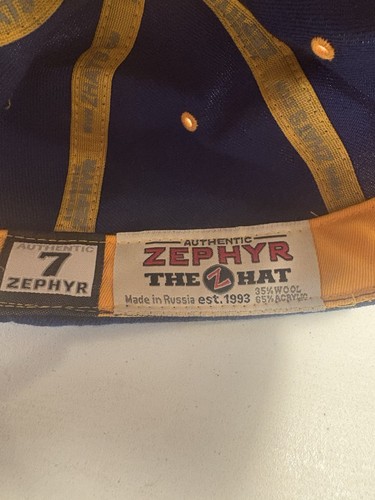 AUTHENTIC
7
ZEPHYR
AUTHENTIC
ZEPHYR
THE Z HAT
Made in Russia est. 1993
35% WOOL
65% ACRYLIC